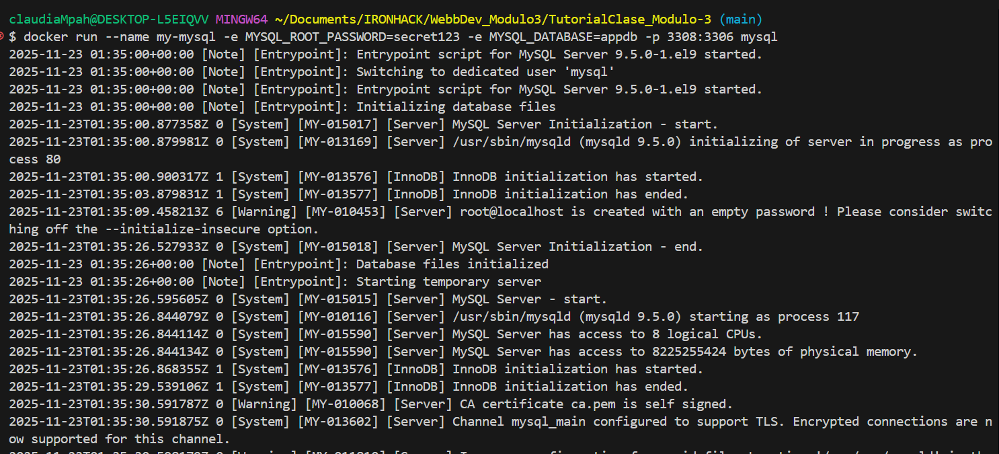 claudiaMpah@DESKTOP-L5EIQVV MINGW64 ~/Documents/IRONHACK/WebbDev_Modulo3/TutorialClase_Modulo-3 (main)
$ docker run --name my-mysql -e MYSQL_ROOT_PASSWORD=secret123 -e MYSQL_DATABASE=appdb -p 3308:3306 mysql
2025-11-23 01:35:00+00:00 [Note] [Entrypoint]: Entrypoint script for MySQL Server 9.5.0-1.el9 started.
2025-11-23 01:35:00+00:00 [Note] [Entrypoint]: Switching to dedicated user 'mysql'
2025-11-23 01:35:00+00:00 [Note] [Entrypoint]: Entrypoint script for MySQL Server 9.5.0-1.el9 started.
2025-11-23 01:35:00+00:00 [Note] [Entrypoint]: Initializing database files
2025-11-23T01:35:00.877358Z 0 [System] [MY-015017] [Server] MySQL Server Initialization - start.
2025-11-23T01:35:00.879981Z 0 [System] [MY-013169] [Server] /usr/sbin/mysqld (mysqld 9.5.0) initializing of server in progress as pro
cess 80
2025-11-23T01:35:00.900317Z 1 [System] [MY-013576] [InnoDB] InnoDB initialization has started.
2025-11-23T01:35:03.879831Z 1 [System] [MY-013577] [InnoDB] InnoDB initialization has ended.
2025-11-23T01:35:09.458213Z 6 [Warning] [MY-010453] [Server] root@localhost is created with an empty password ! Please consider switc
hing off the --initialize-insecure option.
2025-11-23T01:35:26.527933Z 0 [System] [MY-015018] [Server] MySQL Server Initialization - end.
2025-11-23 01:35:26+00:00 [Note] [Entrypoint]: Database files initialized
2025-11-23 01:35:26+00:00 [Note] [Entrypoint]: Starting temporary server
2025-11-23T01:35:26.595605Z 0 [System] [MY-015015] [Server] MySQL Server - start.
2025-11-23T01:35:26.844079Z 0 [System] [MY-010116] [Server] /usr/sbin/mysqld (mysqld 9.5.0) starting as process 117
2025-11-23T01:35:26.844114Z 0 [System] [MY-015590] [Server] MySQL Server has access to 8 logical CPUs.
2025-11-23T01:35:26.844134Z 0 [System] [MY-015590] [Server] MySQL Server has access to 8225255424 bytes of physical memory.
2025-11-23T01:35:26.868355Z 1 [System] [MY-013576] [InnoDB] InnoDB initialization has started.
2025-11-23T01:35:29.539106Z 1 [System] [MY-013577] [InnoDB] InnoDB initialization has ended.
2025-11-23T01:35:30.591787Z 0 [Warning] [MY-010068] [Server] CA certificate ca.pem is self signed.
2025-11-23T01:35:30.591875Z 0 [System] [MY-013602] [Server] Channel mysql_main configured to support TLS. Encrypted connections are n
ow supported for this channel.